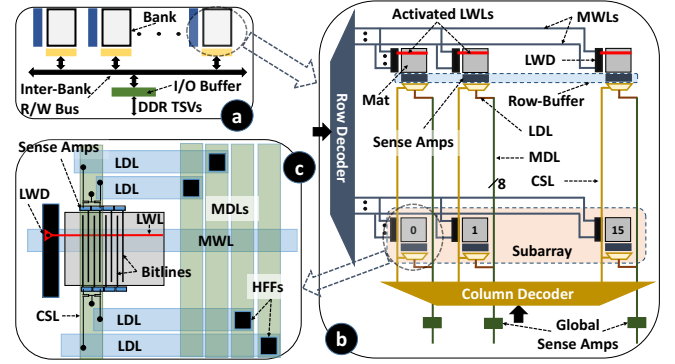 Bank
Inter-Bank
R/W Bus
I/O Buffer
DDR TSVs
a
Activated LWLs
MWLs
LWD
Mat
Row-Buffer
Sense Amps
LDL
MDL
8
CSL
Row Decoder
0
1
15
Subarray
Column Decoder
Global
Sense Amps
b
Sense Amps
LDL
LDL
c
MDLs
LWD
LWL
MWL
Bitlines
HFFs
CSL
LDL
LDL